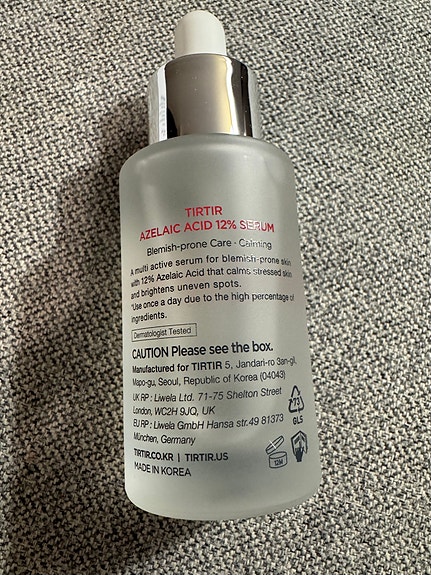 TIRTIR
AZELAIC ACID 12% SERUM
Blemish-prone Care · Calming
A multi active serum for blemish-prone skin
with 12% Azelaic Acid that calms stressed skin
and brightens uneven spots.
*Use once a day due to the high percentage of
ingredients.
Dermatologist Tested
CAUTION Please see the box.
Manufactured for TIRTIR 5, Jandari-ro 3an-gil,
Mapo-gu, Seoul, Republic of Korea (04043)
UK RP : Liwela Ltd. 71-75 Shelton Street
London, WC2H 9JQ, UK
EU RP : Liwela GmbH Hansa str.49 81373
München, Germany
TIRTIR.CO.KR | TIRTIR.US
MADE IN KOREA
73
GLS
12M